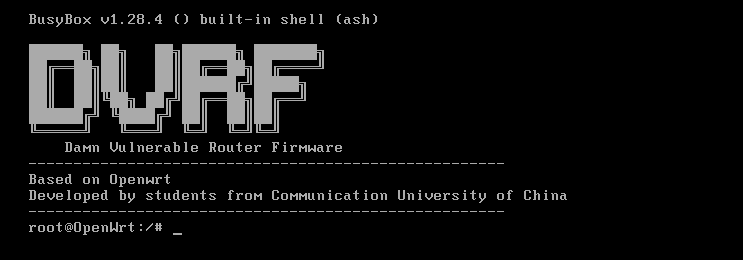 BusyBox v1.28.4 () built-in shell (ash)
DVRF
Damn Vulnerable Router Firmware
-----------------------------------------------------
Based on Openwrt
Developed by students from Communication University of China
-----------------------------------------------------
root@OpenWrt:/# _